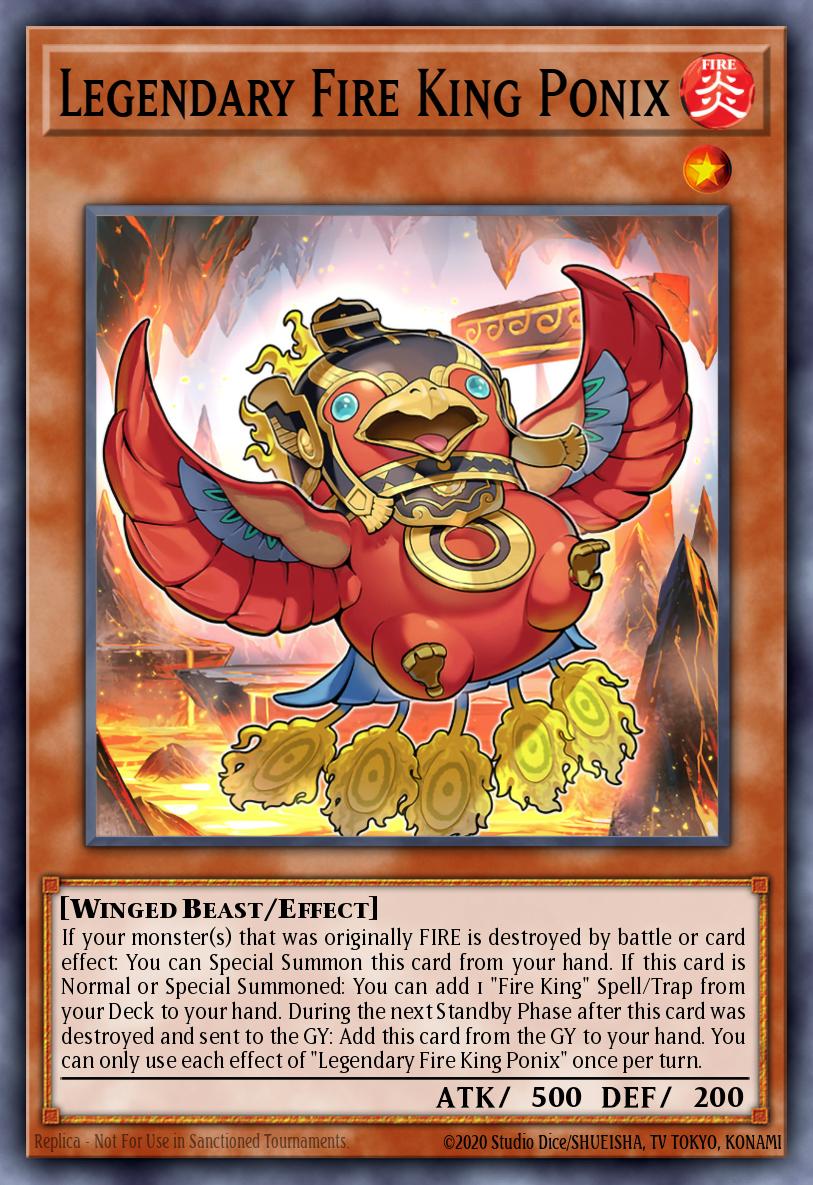 Legendary Fire King Ponix
FIRE
炎
[Winged Beast/Effect]
If your monster(s) that was originally FIRE is destroyed by battle or card
effect: You can Special Summon this card from your hand. If this card is
Normal or Special Summoned: You can add 1 "Fire King" Spell/Trap from
your Deck to your hand. During the next Standby Phase after this card was
destroyed and sent to the GY: Add this card from the GY to your hand. You
can only use each effect of "Legendary Fire King Ponix" once per turn.
ATK/ 500 DEF/ 200
Replica - Not For Use in Sanctioned Tournaments. ©2020 Studio Dice/SHUEISHA, TV TOKYO, KONAMI